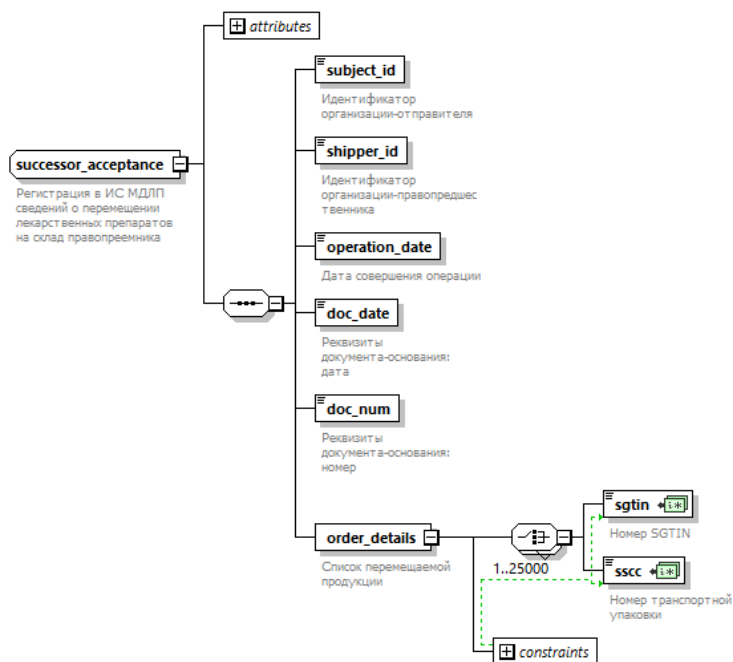 attributes
subject_id
Идентификатор
организации-отправителя
successor_acceptance
Регистрация в ИС МДЛП
сведений о перемещении
лекарственных препаратов
на склад правопреемника
shipper_id
Идентификатор
организации-правопредшес
твенника
operation_date
Дата совершения операции
doc_date
Реквизиты
документа-основания:
дата
doc_num
Реквизиты
документа-основания:
номер
order_details
Список перемещаемой
продукции
1..25000
sgtin
Номер SGTIN
sscc
Номер транспортной
упаковки
constraints